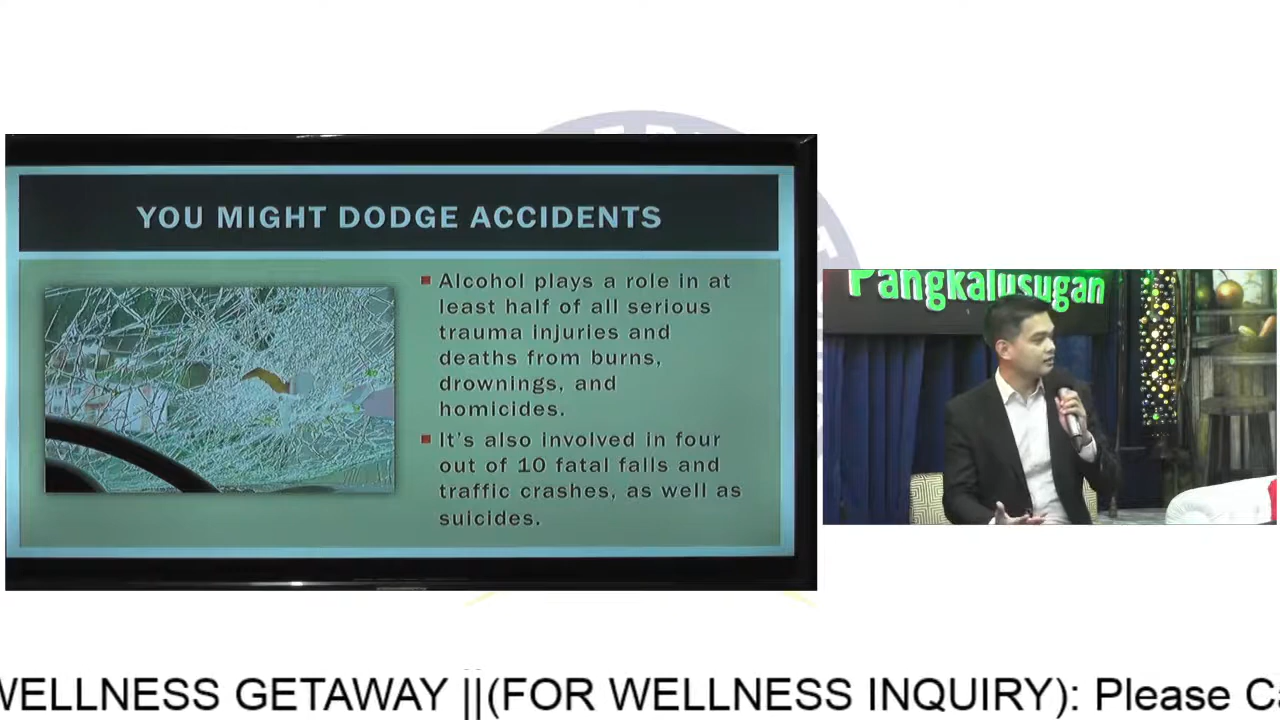 YOU MIGHT DODGE ACCIDENTS
Alcohol plays a role in at
least half of all serious
trauma injuries and
deaths from burns,
drownings, and
homicides.
It's also involved in four
out of 10 fatal falls and
traffic crashes, as well as
suicides.
Pangkalusugan
WELLNESS GETAWAY ||(FOR WELLNESS INQUIRY): Please Ca